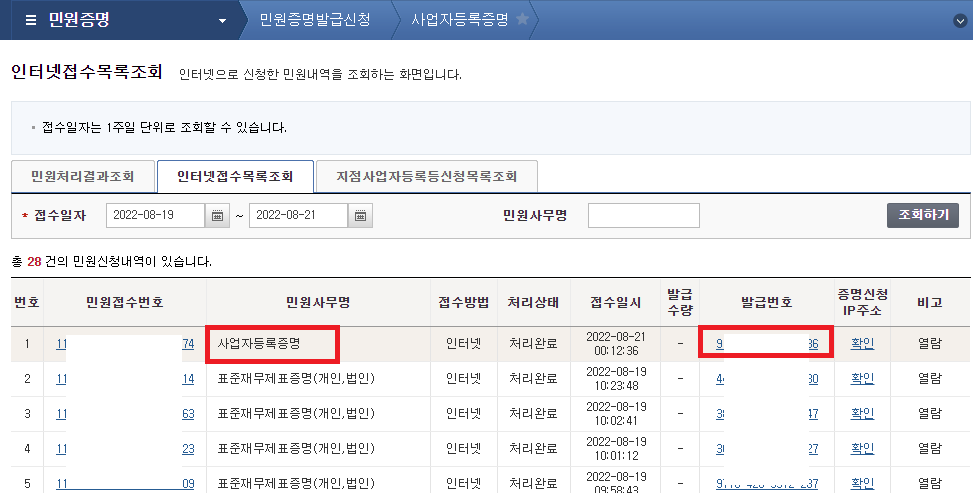 민원증명 민원증명발급신청 사업자등록증명
인터넷접수목록조회 인터넷으로 신청한 민원내역을 조회하는 화면입니다.
접수일자는 1주일 단위로 조회할 수 있습니다.
민원처리결과조회 인터넷접수목록조회 지점사업자등록등신청목록조회
* 접수일자 2022-08-19 ~ 2022-08-21 민원사무명 조회하기
총 28 건의 민원신청내역이 있습니다.
번호 민원접수번호 민원사무명 접수방법 처리상태 접수일시 발급 수량 발급번호 증명신청 IP주소 비고
1 11 74 사업자등록증명 인터넷 처리완료 2022-08-21 00:12:36 - 9 36 확인 열람
2 11 14 표준재무제표증명(개인,법인) 인터넷 처리완료 2022-08-19 10:23:48 - 44 80 확인 열람
3 11 63 표준재무제표증명(개인,법인) 인터넷 처리완료 2022-08-19 10:02:41 - 38 47 확인 열람
4 11 23 표준재무제표증명(개인,법인) 인터넷 처리완료 2022-08-19 10:01:12 - 30 27 확인 열람
5 11 09 표준재무제표증명(개인,법인) 인터넷 처리완료 2022-08-19 09:58:43 - 확인 열람